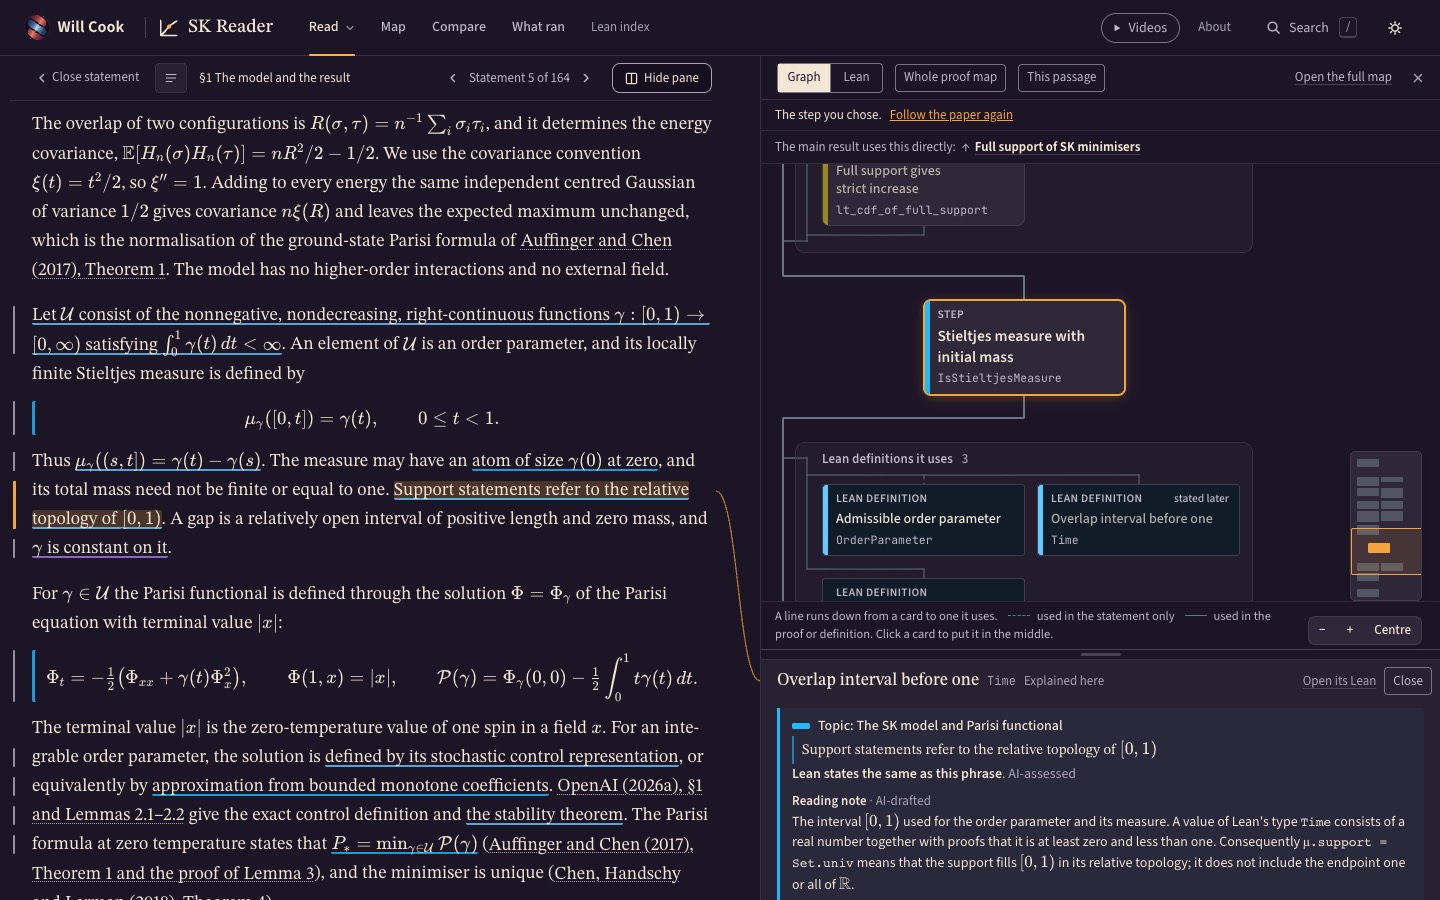 Will Cook
SK Reader
Read
Map
Compare
What ran
Lean index
Videos
About
Search
/
Close statement
§1 The model and the result
Statement 5 of 164
Hide pane
The overlap of two configurations is R(σ, τ) = n⁻¹ ∑ᵢ σᵢτᵢ, and it determines the energy
covariance, 𝔼[Hₙ(σ)Hₙ(τ)] = nR²/2 − 1/2. We use the covariance convention
ξ(t) = t²/2, so ξ″ = 1. Adding to every energy the same independent centred Gaussian
of variance 1/2 gives covariance nξ(R) and leaves the expected maximum unchanged,
which is the normalisation of the ground-state Parisi formula of Auffinger and Chen
(2017), Theorem 1. The model has no higher-order interactions and no external field.
Let 𝒰 consist of the nonnegative, nondecreasing, right-continuous functions γ : [0, 1) →
[0, ∞) satisfying ∫₀¹ γ(t) dt < ∞. An element of 𝒰 is an order parameter, and its locally
finite Stieltjes measure is defined by
μ_γ([0, t]) = γ(t), 0 ≤ t < 1.
Thus μ_γ((s, t]) = γ(t) − γ(s). The measure may have an atom of size γ(0) at zero, and
its total mass need not be finite or equal to one. Support statements refer to the relative
topology of [0, 1). A gap is a relatively open interval of positive length and zero mass, and
γ is constant on it.
For γ ∈ 𝒰 the Parisi functional is defined through the solution Φ = Φ_γ of the Parisi
equation with terminal value |x|:
Φₜ = −½(Φₓₓ + γ(t)Φₓ²), Φ(1, x) = |x|, 𝒫(γ) = Φ_γ(0, 0) − ½ ∫₀¹ tγ(t) dt.
The terminal value |x| is the zero-temperature value of one spin in a field x. For an inte-
grable order parameter, the solution is defined by its stochastic control representation, or
equivalently by approximation from bounded monotone coefficients. OpenAI (2026a), §1
and Lemmas 2.1–2.2 give the exact control definition and the stability theorem. The Parisi
formula at zero temperature states that P_* = min_{γ∈𝒰} 𝒫(γ) (Auffinger and Chen (2017),
Theorem 1 and the proof of Lemma 3), and the minimiser is unique (Chen, Handschy
and Lerman (2018), Theorem 4)
Graph
Lean
Whole proof map
This passage
Open the full map
×
The step you chose. Follow the paper again
The main result uses this directly: ↑ Full support of SK minimisers
Full support gives
strict increase
lt_cdf_of_full_support
STEP
Stieltjes measure with
initial mass
IsStieltjesMeasure
Lean definitions it uses 3
LEAN DEFINITION
Admissible order parameter
OrderParameter
LEAN DEFINITION stated later
Overlap interval before one
Time
LEAN DEFINITION
A line runs down from a card to one it uses. ----- used in the statement only —— used in the
proof or definition. Click a card to put it in the middle.
− + Centre
Overlap interval before one Time Explained here
Open its Lean
Close
Topic: The SK model and Parisi functional
Support statements refer to the relative topology of [0, 1)
Lean states the same as this phrase. AI-assessed
Reading note · AI-drafted
The interval [0, 1) used for the order parameter and its measure. A value of Lean's type Time consists of a
real number together with proofs that it is at least zero and less than one. Consequently μ.support =
Set.univ means that the support fills [0, 1) in its relative topology; it does not include the endpoint one
or all of ℝ.